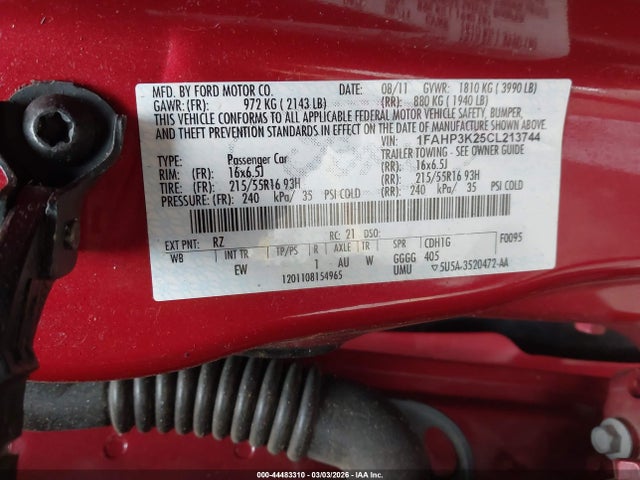 MFD. BY FORD MOTOR CO. DATE: 08/11 GVWR: 1810 KG ( 3990 LB)
GAWR: (FR): 972 KG ( 2143 LB) (RR): 880 KG ( 1940 LB)
THIS VEHICLE CONFORMS TO ALL APPLICABLE FEDERAL MOTOR VEHICLE SAFETY, BUMPER,
AND THEFT PREVENTION STANDARDS IN EFFECT ON THE DATE OF MANUFACTURE SHOWN ABOVE.
VIN: 1FAHP3K25CL213744
TYPE: Passenger Car TRAILER TOWING - SEE OWNER GUIDE
RIM: (FR): 16x6.5J (RR): 16x6.5J
TIRE: (FR): 215/55R16 93H (RR): 215/55R16 93H
PRESSURE: (FR): 240 kPa/ 35 PSI COLD (RR): 240 kPa/ 35 PSI COLD
EXT PNT: RZ RC: 21 DSO: F0095
WB INT TR TP/PS R AXLE TR SPR CDH1G
EW 1 AU W GGGG 405
UMU
1201108154965 5U5A-3520472-AA
000-44483310 - 03/03/2026 - IAAI.COM